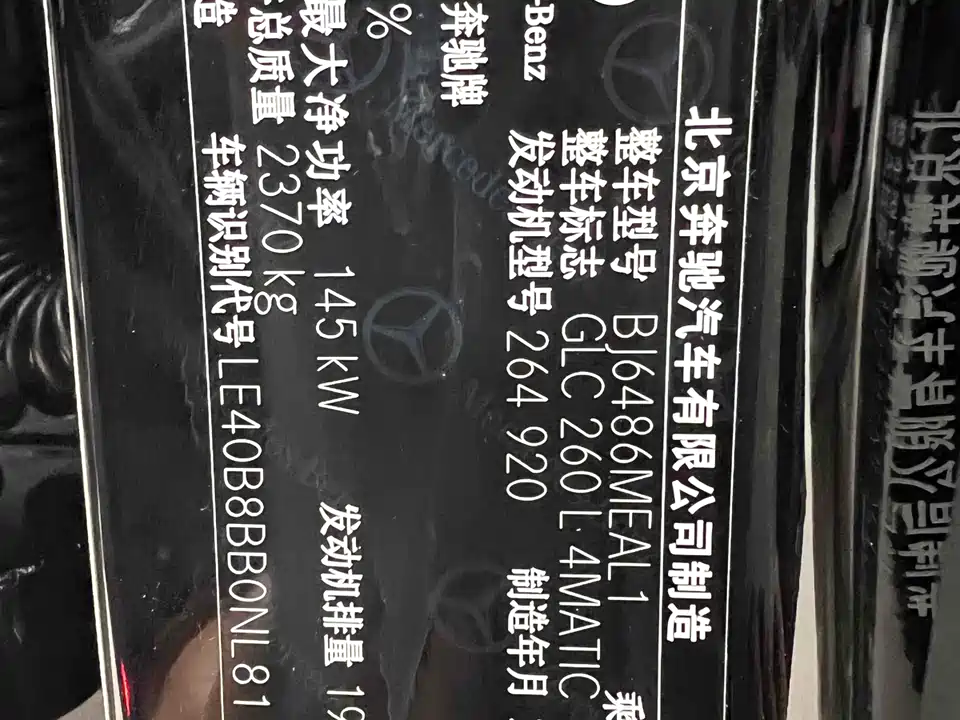 北京奔驰汽车有限公司制造
整车型号 BJ6486MEAL1
整车标志 GLC 260 L 4MATIC
发动机型号 264 920 制造年月
-Benz
奔驰牌
%
最大净功率 145 kW 发动机排量 19
总质量 2370 kg
车辆识别代号 LE40B8BB0NL81
造